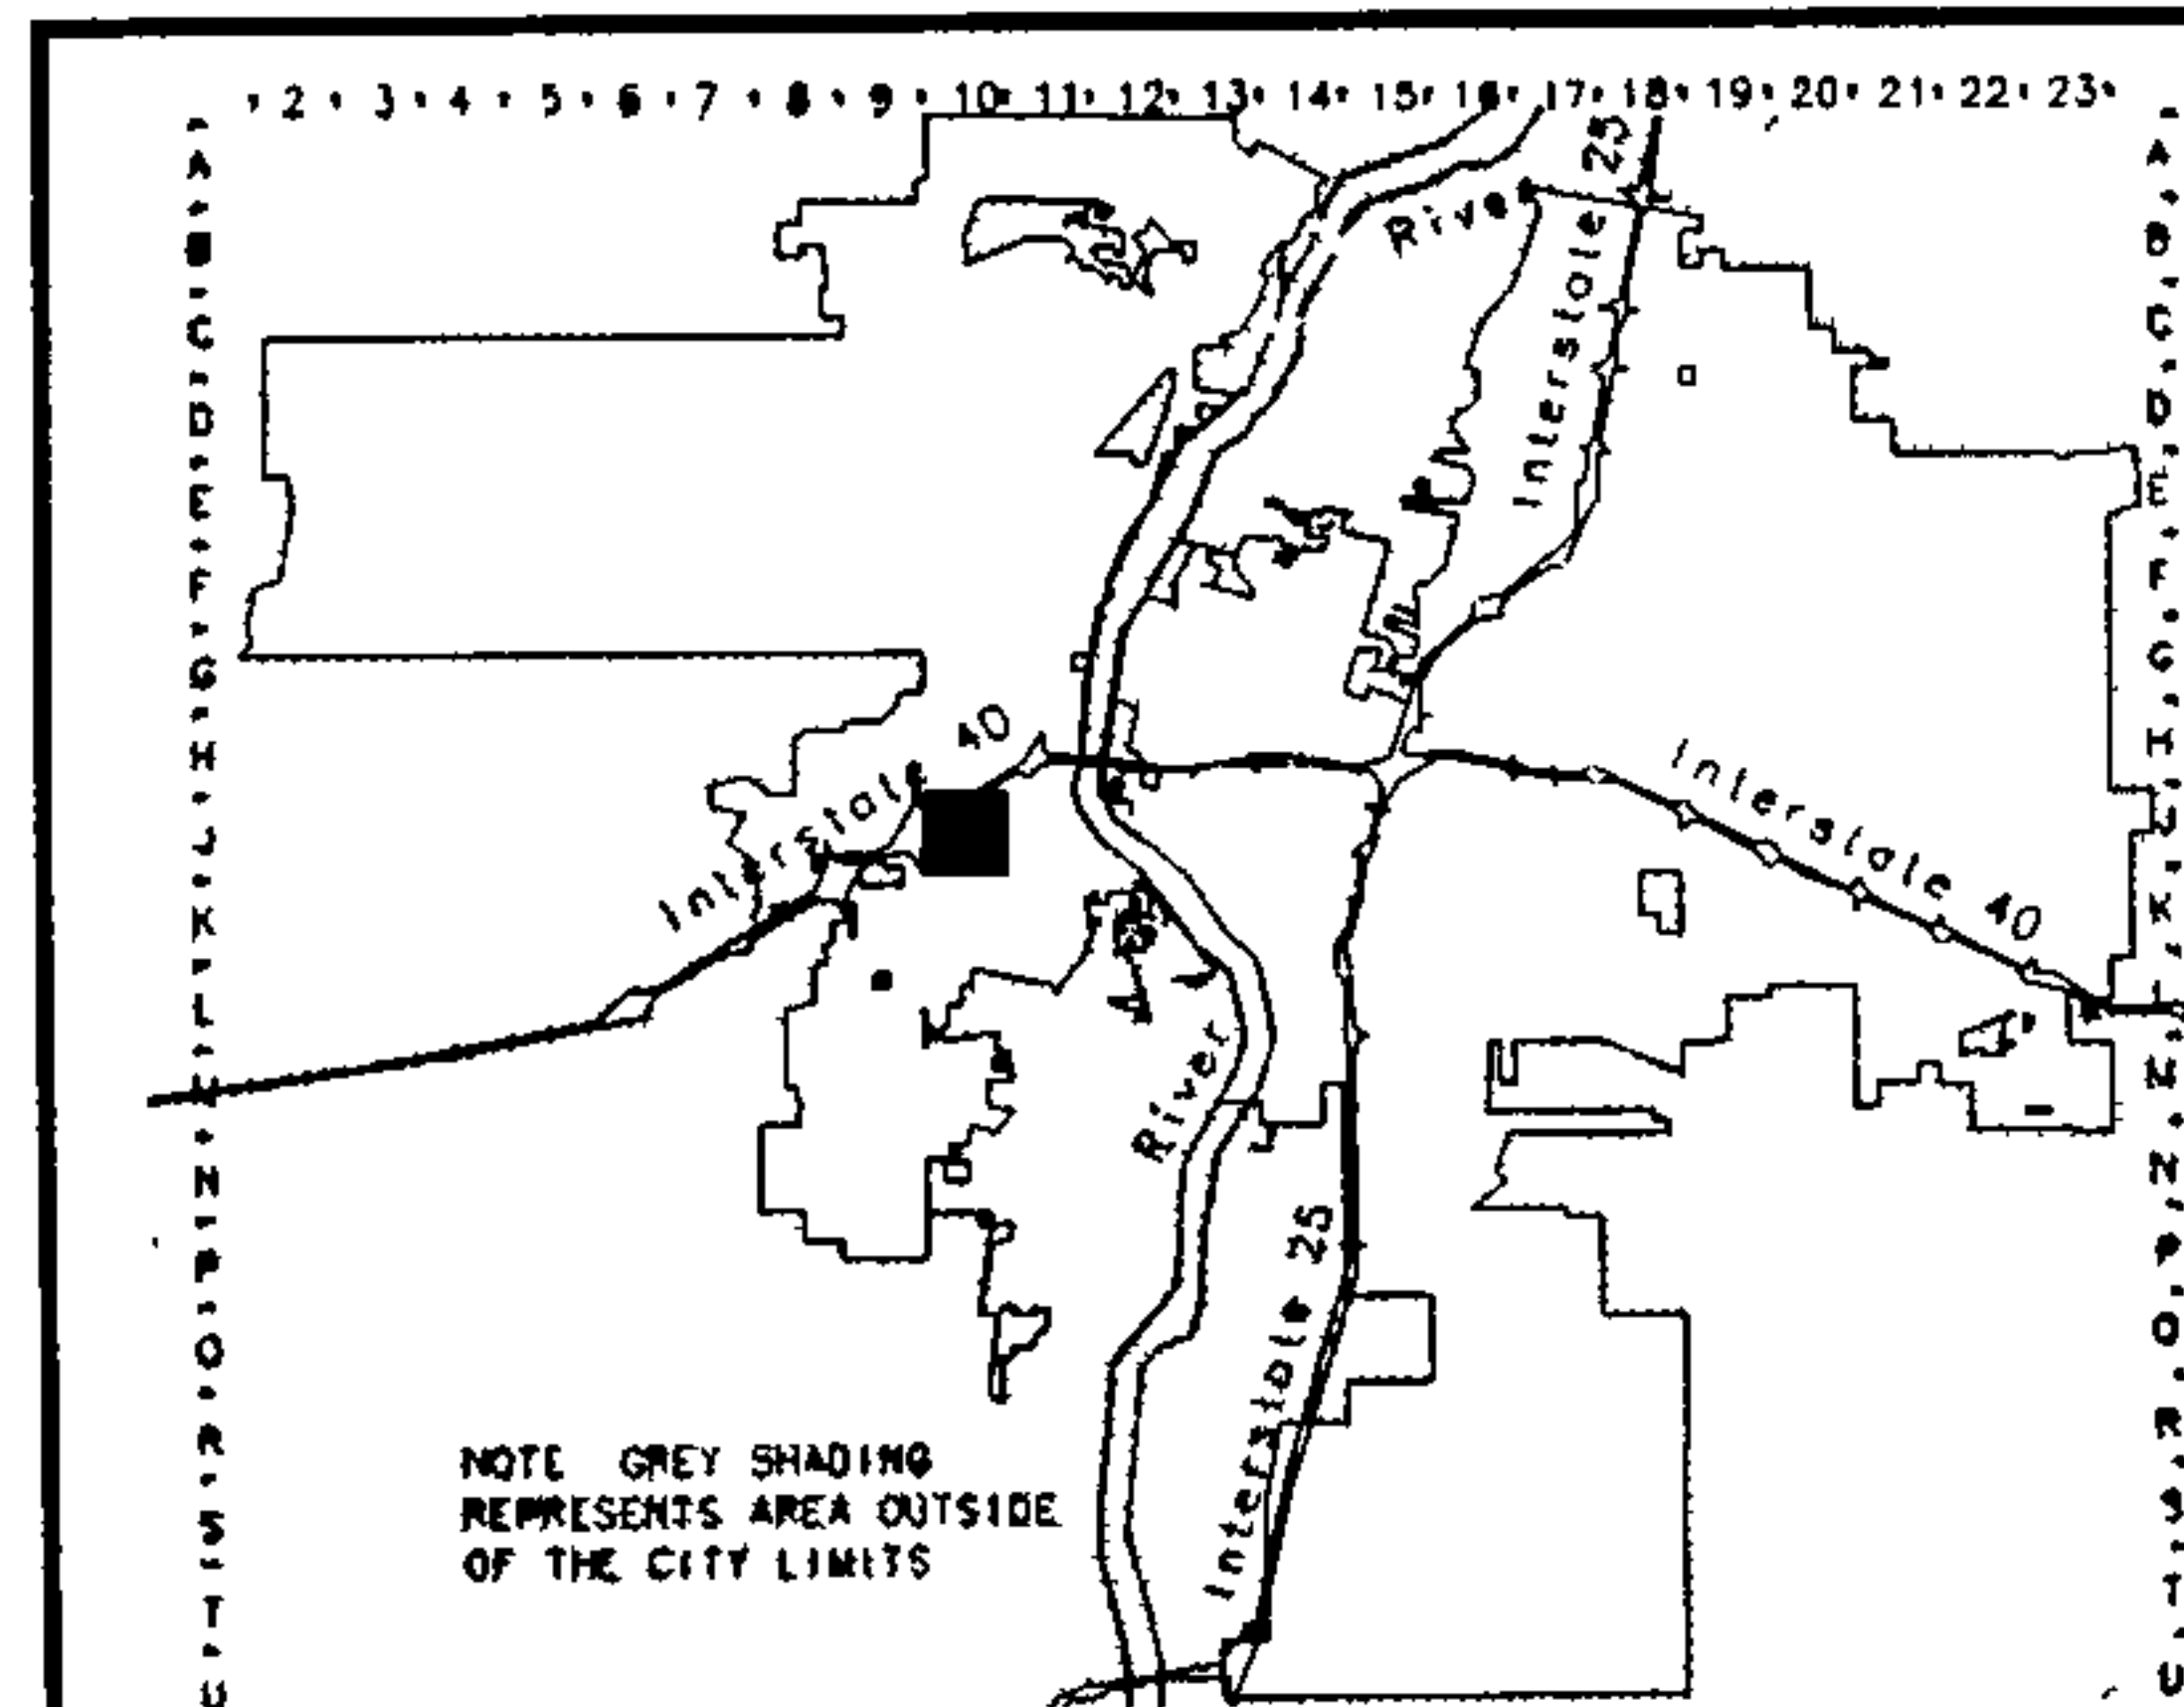 2 3 4 5 6 7 8 9 10 11 12 13 14 15 16 17 18 19 20 21 22 23
A A
B B
C C
D D
E E
F F
G G
H H
J J
K K
L L
M M
N N
P P
O O
R R
S S
T T
U U
River
Interstate 25
Interstate 40
Interstate 40
River
Interstate 25
NOTE GREY SHADING
REPRESENTS AREA OUTSIDE
OF THE CITY LIMITS